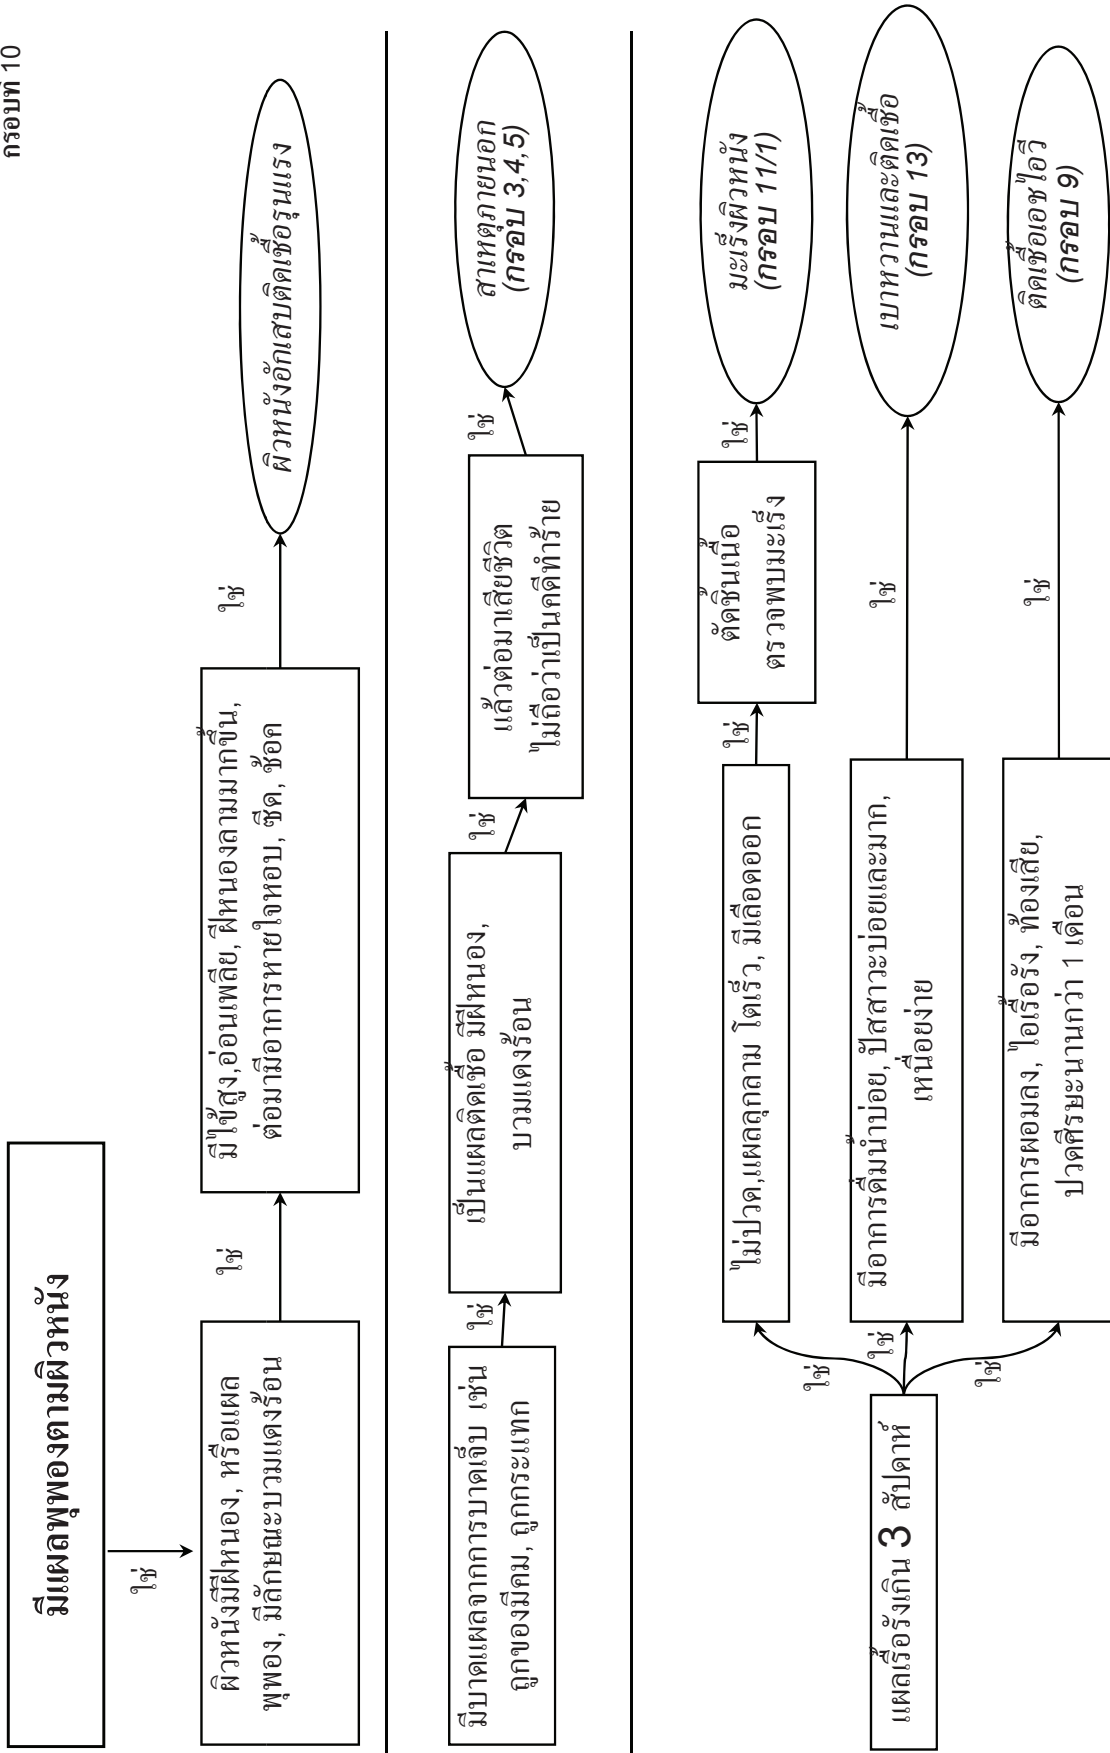 กรอบที่ 10
มีแผลพุพองตามผิวหนัง
ใช่
ผิวหนังมีฝีหนอง, หรือแผล
พุพอง, มีลักษณะบวมแดงร้อน
ใช่
มีไข้สูง,อ่อนเพลีย, ฝีหนองลามมากขึ้น,
ต่อมามีอาการหายใจหอบ, ซีด, ช้อก
ใช่
ผิวหนังอักเสบติดเชื้อรุนแรง
มีบาดแผลจากการบาดเจ็บ เช่น
ถูกของมีคม, ถูกกระแทก
ใช่
เป็นแผลติดเชื้อ มีฝีหนอง,
บวมแดงร้อน
ใช่
แล้วต่อมาเสียชีวิต
ไม่ถือว่าเป็นคดีทำร้าย
ใช่
สาเหตุภายนอก
(กรอบ 3,4,5)
แผลเรื้อรังเกิน 3 สัปดาห์
ใช่
ไม่ปวด,แผลลุกลาม โตเร็ว, มีเลือดออก
ใช่
ตัดชิ้นเนื้อ
ตรวจพบมะเร็ง
ใช่
มะเร็งผิวหนัง
(กรอบ 11/1)
ใช่
มีอาการดื่มน้ำบ่อย, ปัสสาวะบ่อยและมาก,
เหนื่อยง่าย
ใช่
เบาหวานและติดเชื้อ
(กรอบ 13)
ใช่
มีอาการผอมลง, ไอเรื้อรัง, ท้องเสีย,
ปวดศีรษะนานกว่า 1 เดือน
ใช่
ติดเชื้อเอชไอวี
(กรอบ 9)